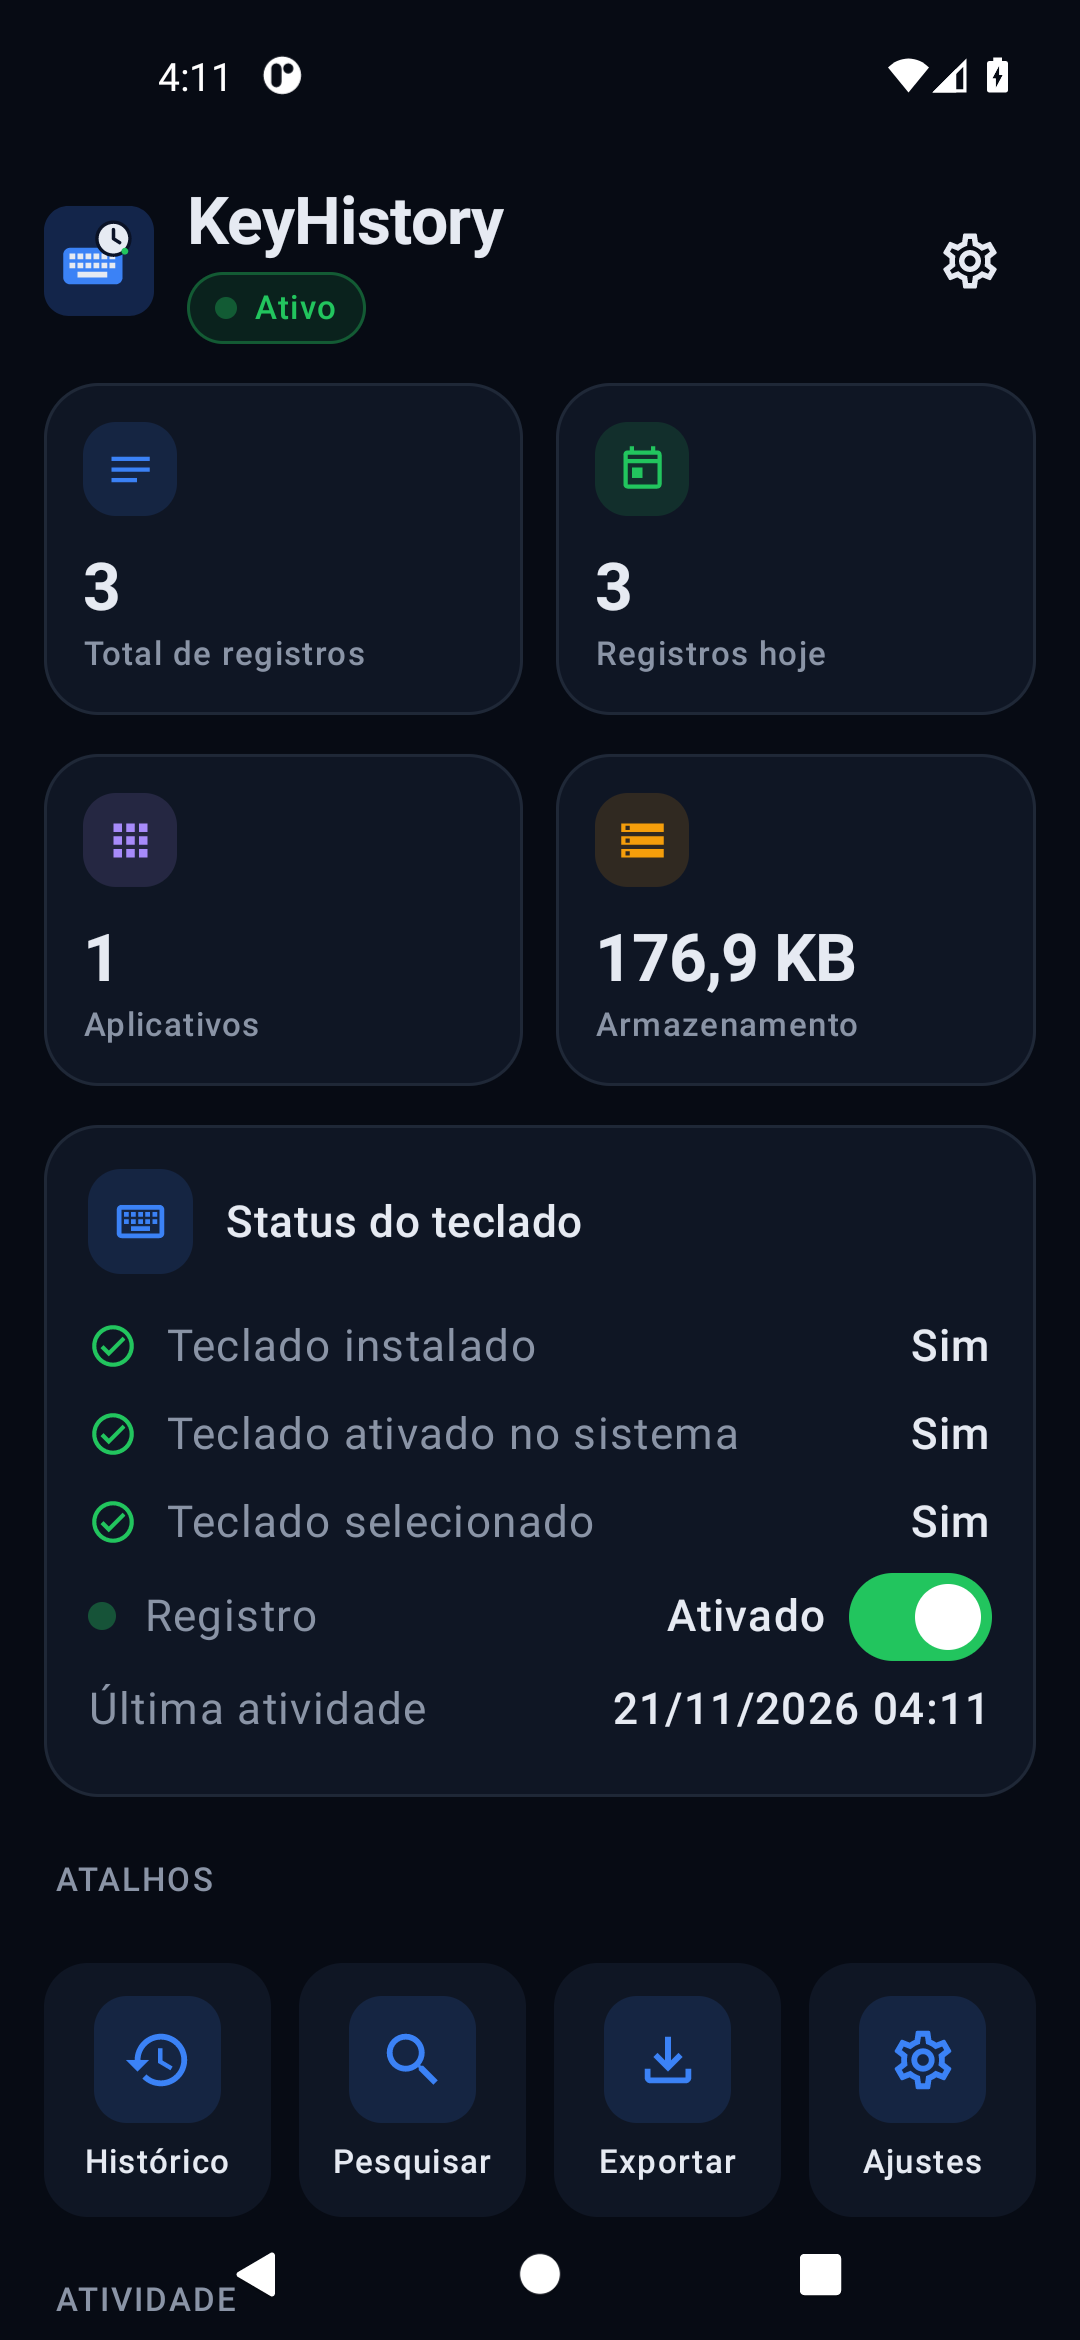 4:11
KeyHistory
Ativo
3
Total de registros
3
Registros hoje
1
Aplicativos
176,9 KB
Armazenamento
Status do teclado
Teclado instalado Sim
Teclado ativado no sistema Sim
Teclado selecionado Sim
Registro Ativado
Última atividade 21/11/2026 04:11
ATALHOS
Histórico Pesquisar Exportar Ajustes
ATIVIDADE